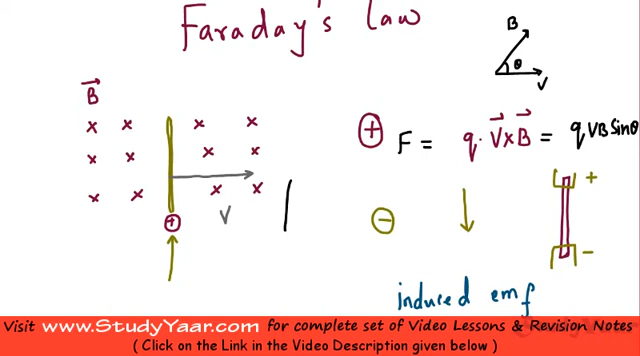 Faraday's law
B
θ
V
B
x x x x
x x x x
x x x x
V
+
+ F = q. V x B = q VB Sinθ
-
+
-
induced emf
Visit www.StudyYaar.com for complete set of Video Lessons & Revision Notes
( Click on the Link in the Video Description given below )